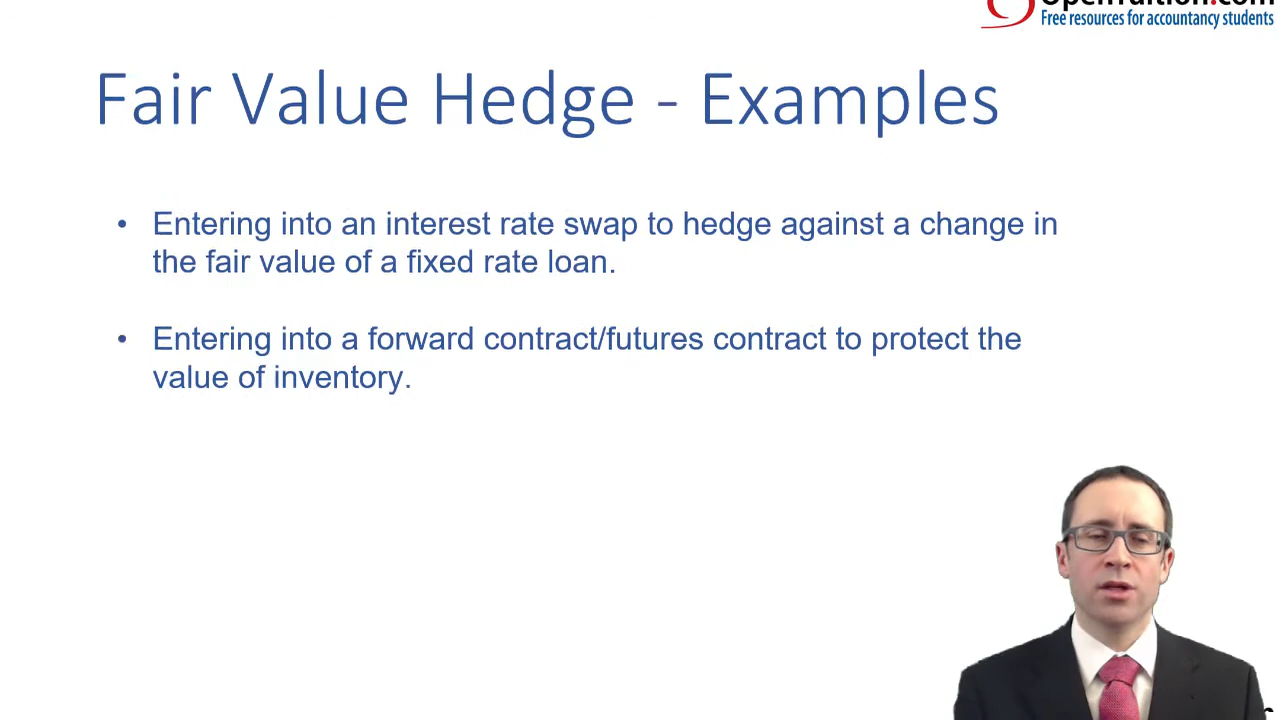 OpenTuition.com
Free resources for accountancy students
Fair Value Hedge - Examples
• Entering into an interest rate swap to hedge against a change in
the fair value of a fixed rate loan.
• Entering into a forward contract/futures contract to protect the
value of inventory.